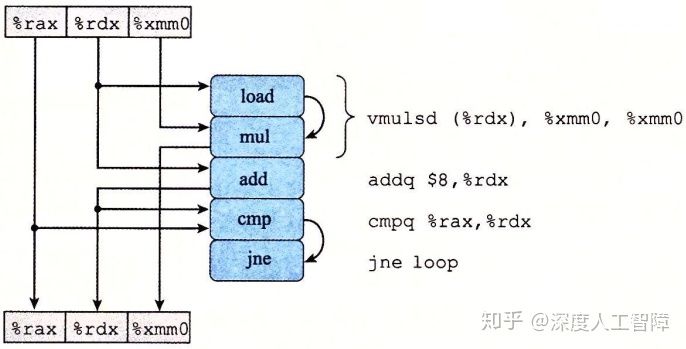 %rax %rdx %xmm0
load
mul
vmulsd (%rdx), %xmm0, %xmm0
add
addq $8,%rdx
cmp
cmpq %rax,%rdx
jne
jne loop
%rax %rdx %xmm0
知乎 @深度人工智障